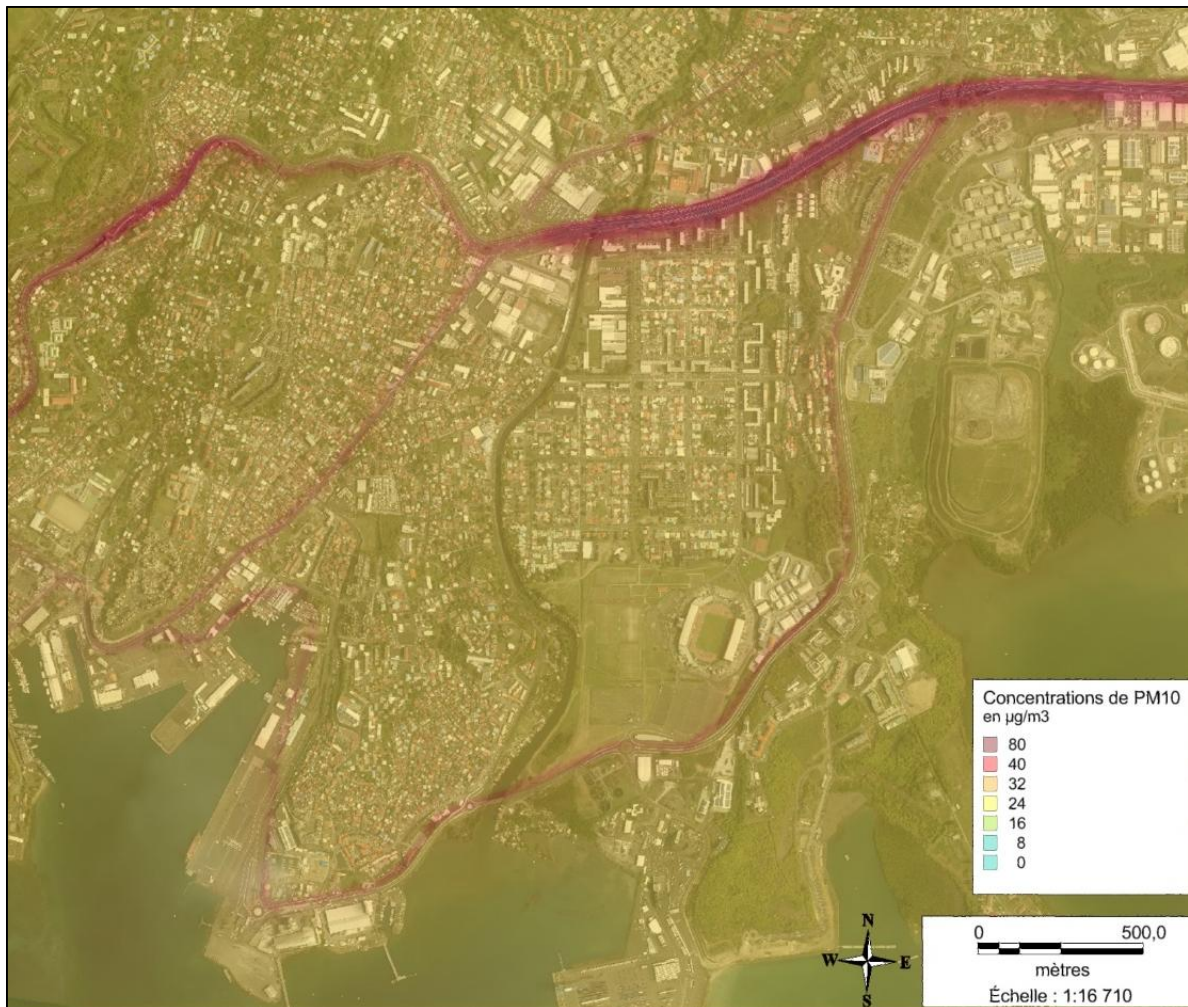 Concentrations de PM10
en µg/m3
80
40
32
24
16
8
0
N
W E
S
0 500,0
mètres
Échelle : 1:16 710